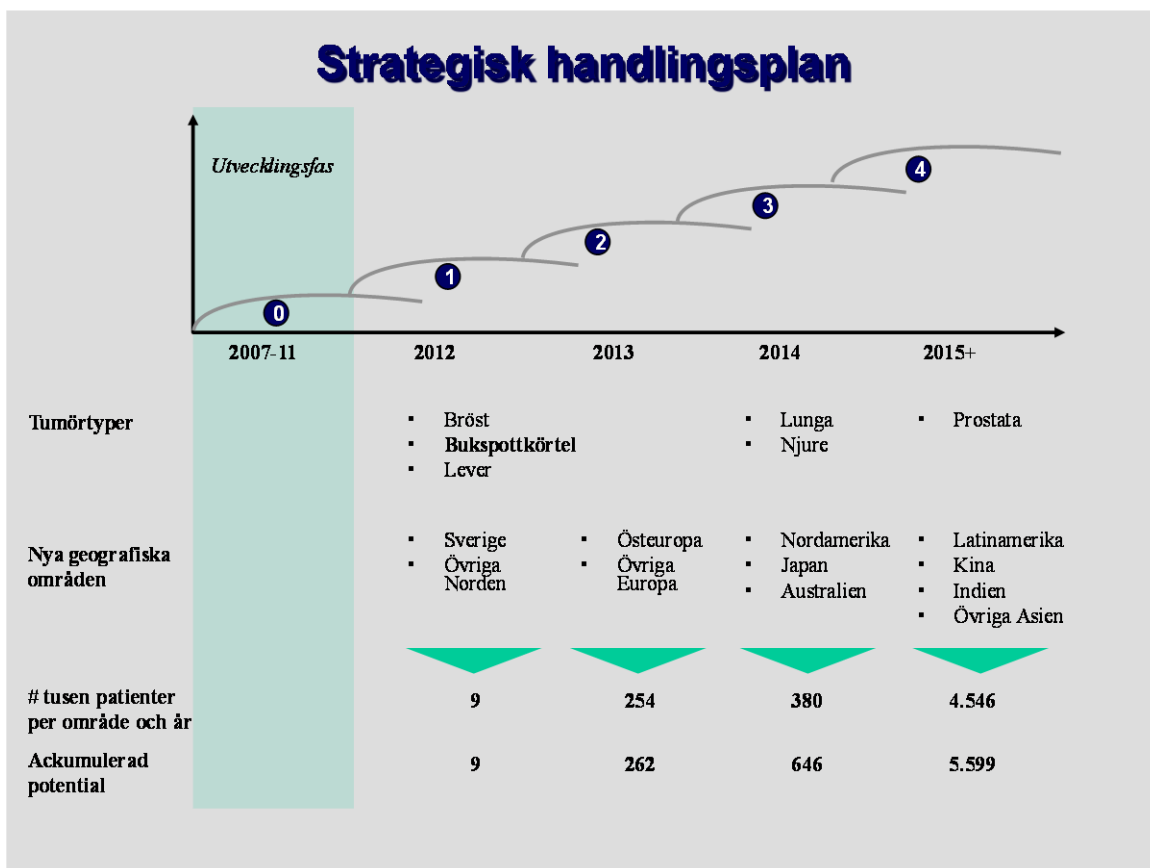 Strategisk handlingsplan
Utvecklingsfas
0
1
2
3
4
2007-11 2012 2013 2014 2015+
Tumörtyper
▪ Bröst
▪ Bukspottkörtel
▪ Lever
▪ Lunga
▪ Njure
▪ Prostata
Nya geografiska
områden
▪ Sverige
▪ Övriga
Norden
▪ Östeuropa
▪ Övriga
Europa
▪ Nordamerika
▪ Japan
▪ Australien
▪ Latinamerika
▪ Kina
▪ Indien
▪ Övriga Asien
# tusen patienter
per område och år
9 254 380 4.546
Ackumulerad
potential
9 262 646 5.599